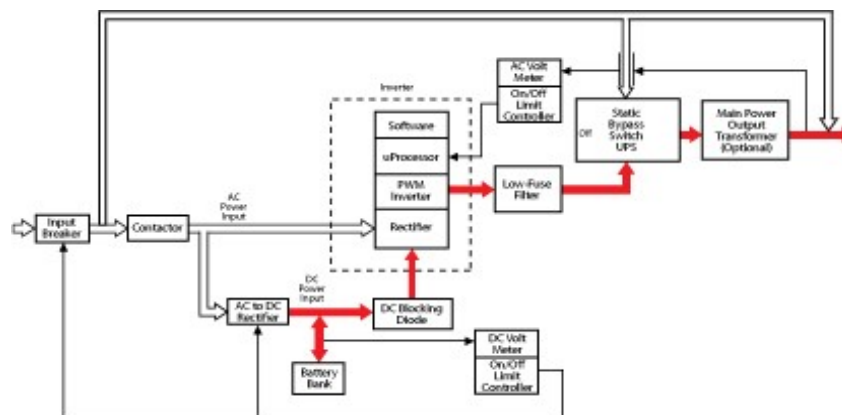 Inverter
AC Volt
Meter
On/Off
Limit
Controller
Software
uProcessor
PWM
Inverter
Rectifier
Off
Static
Bypass
Switch
UPS
Main Power
Output
Transformer
(Optional)
Low-Fuse
Filter
AC
Power
Input
Input
Breaker
Contactor
DC
Power
Input
AC to DC
Rectifier
DC Blocking
Diode
Battery
Bank
DC Volt
Meter
On/Off
Limit
Controller